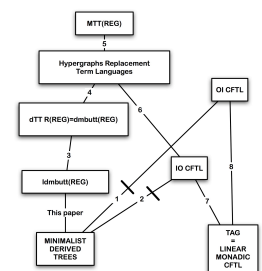 MTT(REG)
5
Hypergraphs Replacement
Term Languages
OI CFTL
4
6
dTT R(REG)=dmbutt(REG)
3
8
IO CFTL
ldmbutt(REG)
This paper
1
2
7
MINIMALIST
DERIVED
TREES
TAG
=
LINEAR
MONADIC
CFTL